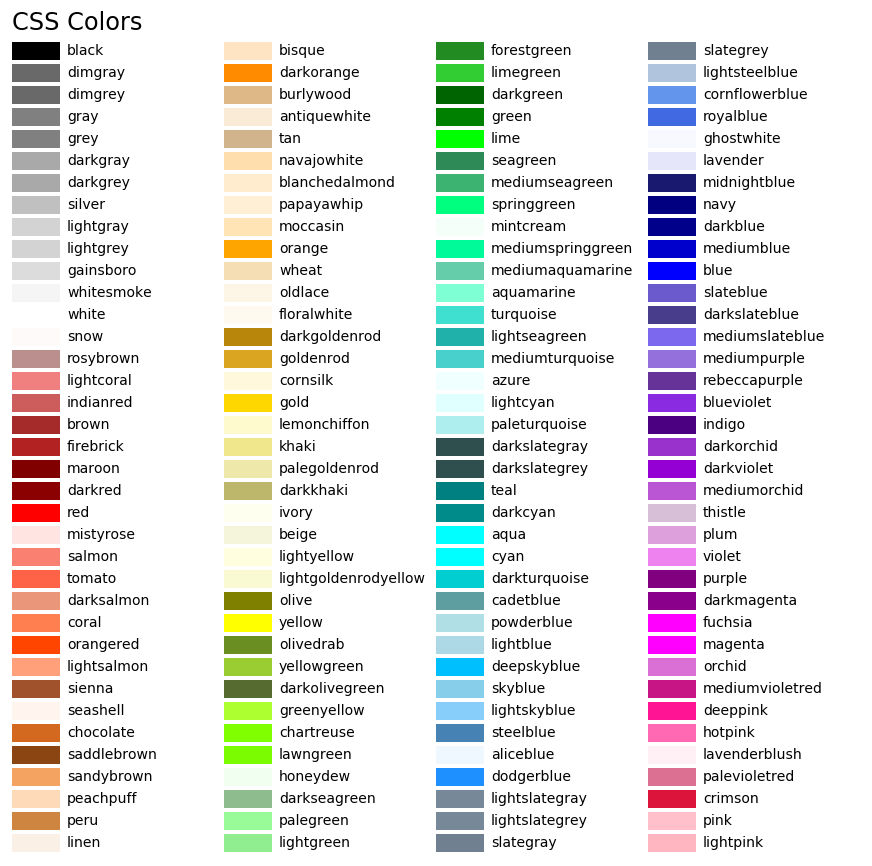 CSS Colors
black
dimgray
dimgrey
gray
grey
darkgray
darkgrey
silver
lightgray
lightgrey
gainsboro
whitesmoke
white
snow
rosybrown
lightcoral
indianred
brown
firebrick
maroon
darkred
red
mistyrose
salmon
tomato
darksalmon
coral
orangered
lightsalmon
sienna
seashell
chocolate
saddlebrown
sandybrown
peachpuff
peru
linen
bisque
darkorange
burlywood
antiquewhite
tan
navajowhite
blanchedalmond
papayawhip
moccasin
orange
wheat
oldlace
floralwhite
darkgoldenrod
goldenrod
cornsilk
gold
lemonchiffon
khaki
palegoldenrod
darkkhaki
ivory
beige
lightyellow
lightgoldenrodyellow
olive
yellow
olivedrab
yellowgreen
darkolivegreen
greenyellow
chartreuse
lawngreen
honeydew
darkseagreen
palegreen
lightgreen
forestgreen
limegreen
darkgreen
green
lime
seagreen
mediumseagreen
springgreen
mintcream
mediumspringgreen
mediumaquamarine
aquamarine
turquoise
lightseagreen
mediumturquoise
azure
lightcyan
paleturquoise
darkslategray
darkslategrey
teal
darkcyan
aqua
cyan
darkturquoise
cadetblue
powderblue
lightblue
deepskyblue
skyblue
lightskyblue
steelblue
aliceblue
dodgerblue
lightslategray
lightslategrey
slategray
slategrey
lightsteelblue
cornflowerblue
royalblue
ghostwhite
lavender
midnightblue
navy
darkblue
mediumblue
blue
slateblue
darkslateblue
mediumslateblue
mediumpurple
rebeccapurple
blueviolet
indigo
darkorchid
darkviolet
mediumorchid
thistle
plum
violet
purple
darkmagenta
fuchsia
magenta
orchid
mediumvioletred
deeppink
hotpink
lavenderblush
palevioletred
crimson
pink
lightpink